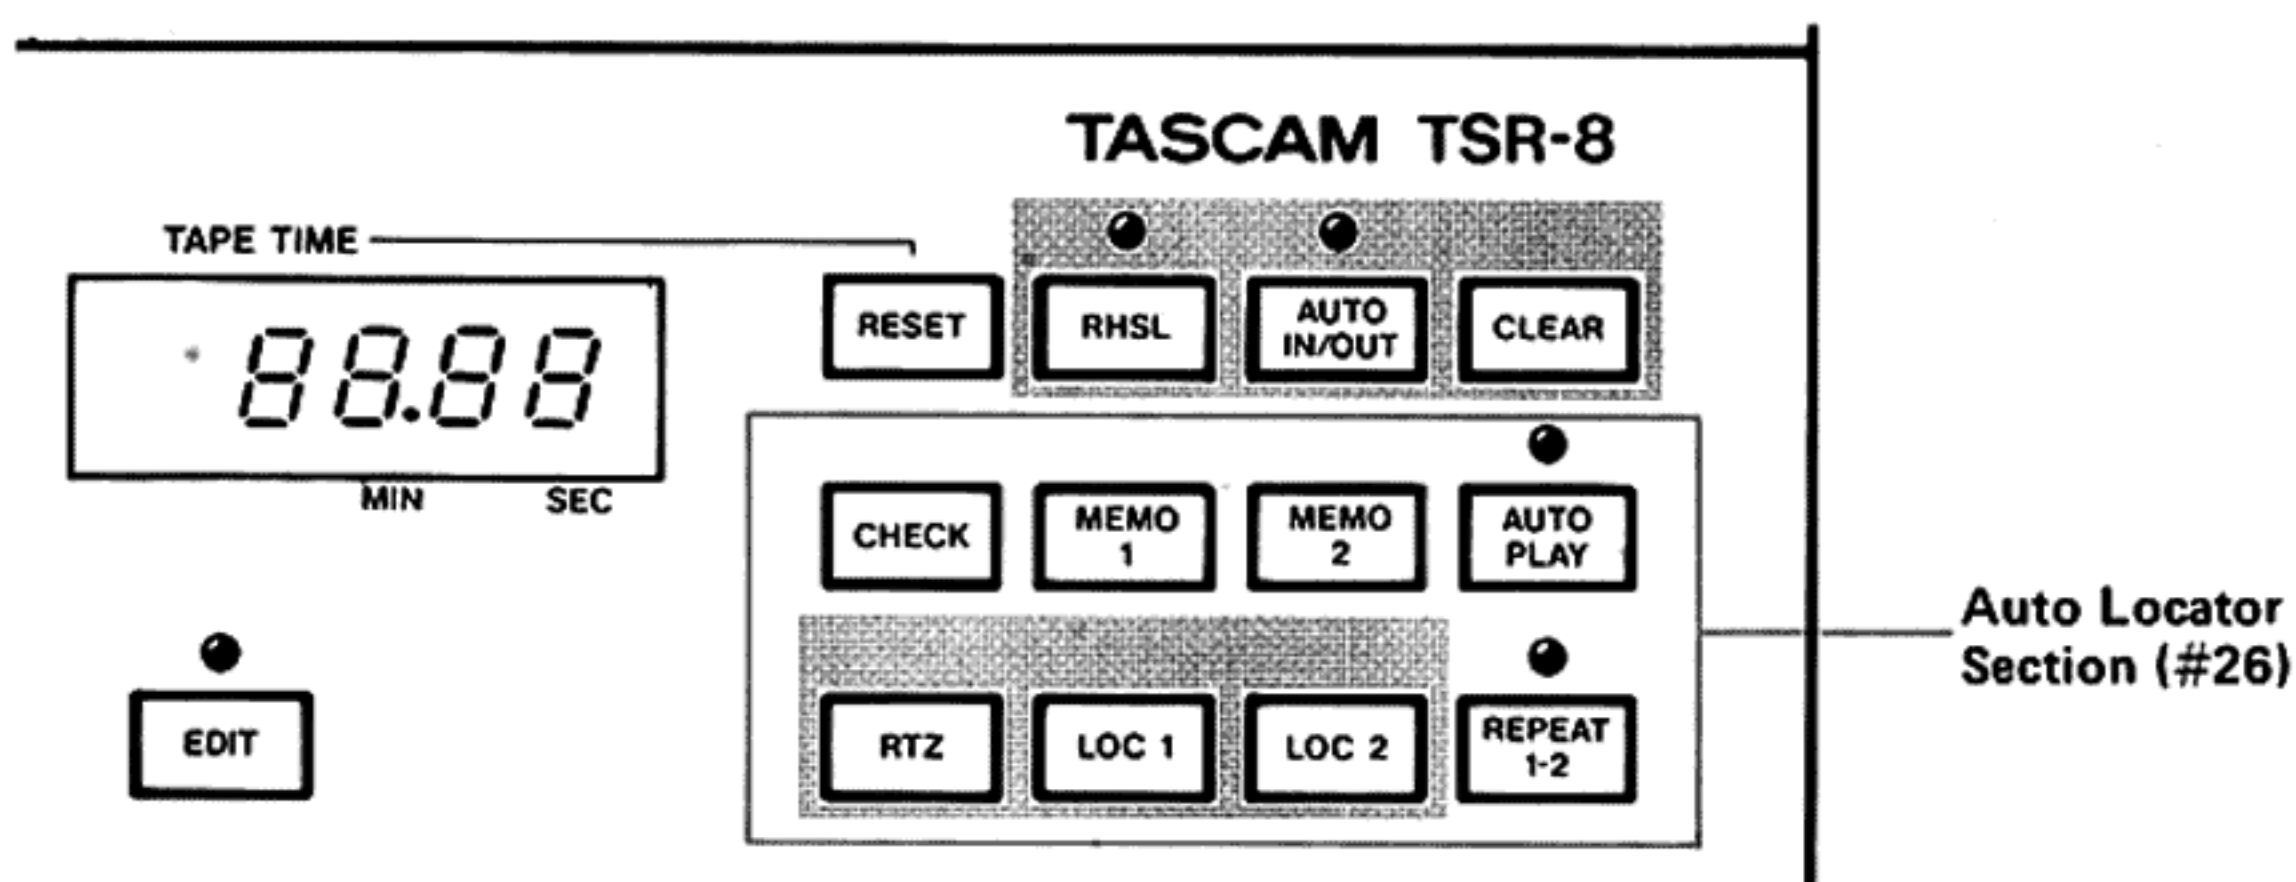 TASCAM TSR-8
TAPE TIME
88.88
MIN SEC
RESET
RHSL
AUTO
IN/OUT
CLEAR
CHECK
MEMO
1
MEMO
2
AUTO
PLAY
EDIT
RTZ
LOC 1
LOC 2
REPEAT
1-2
Auto Locator
Section (#26)